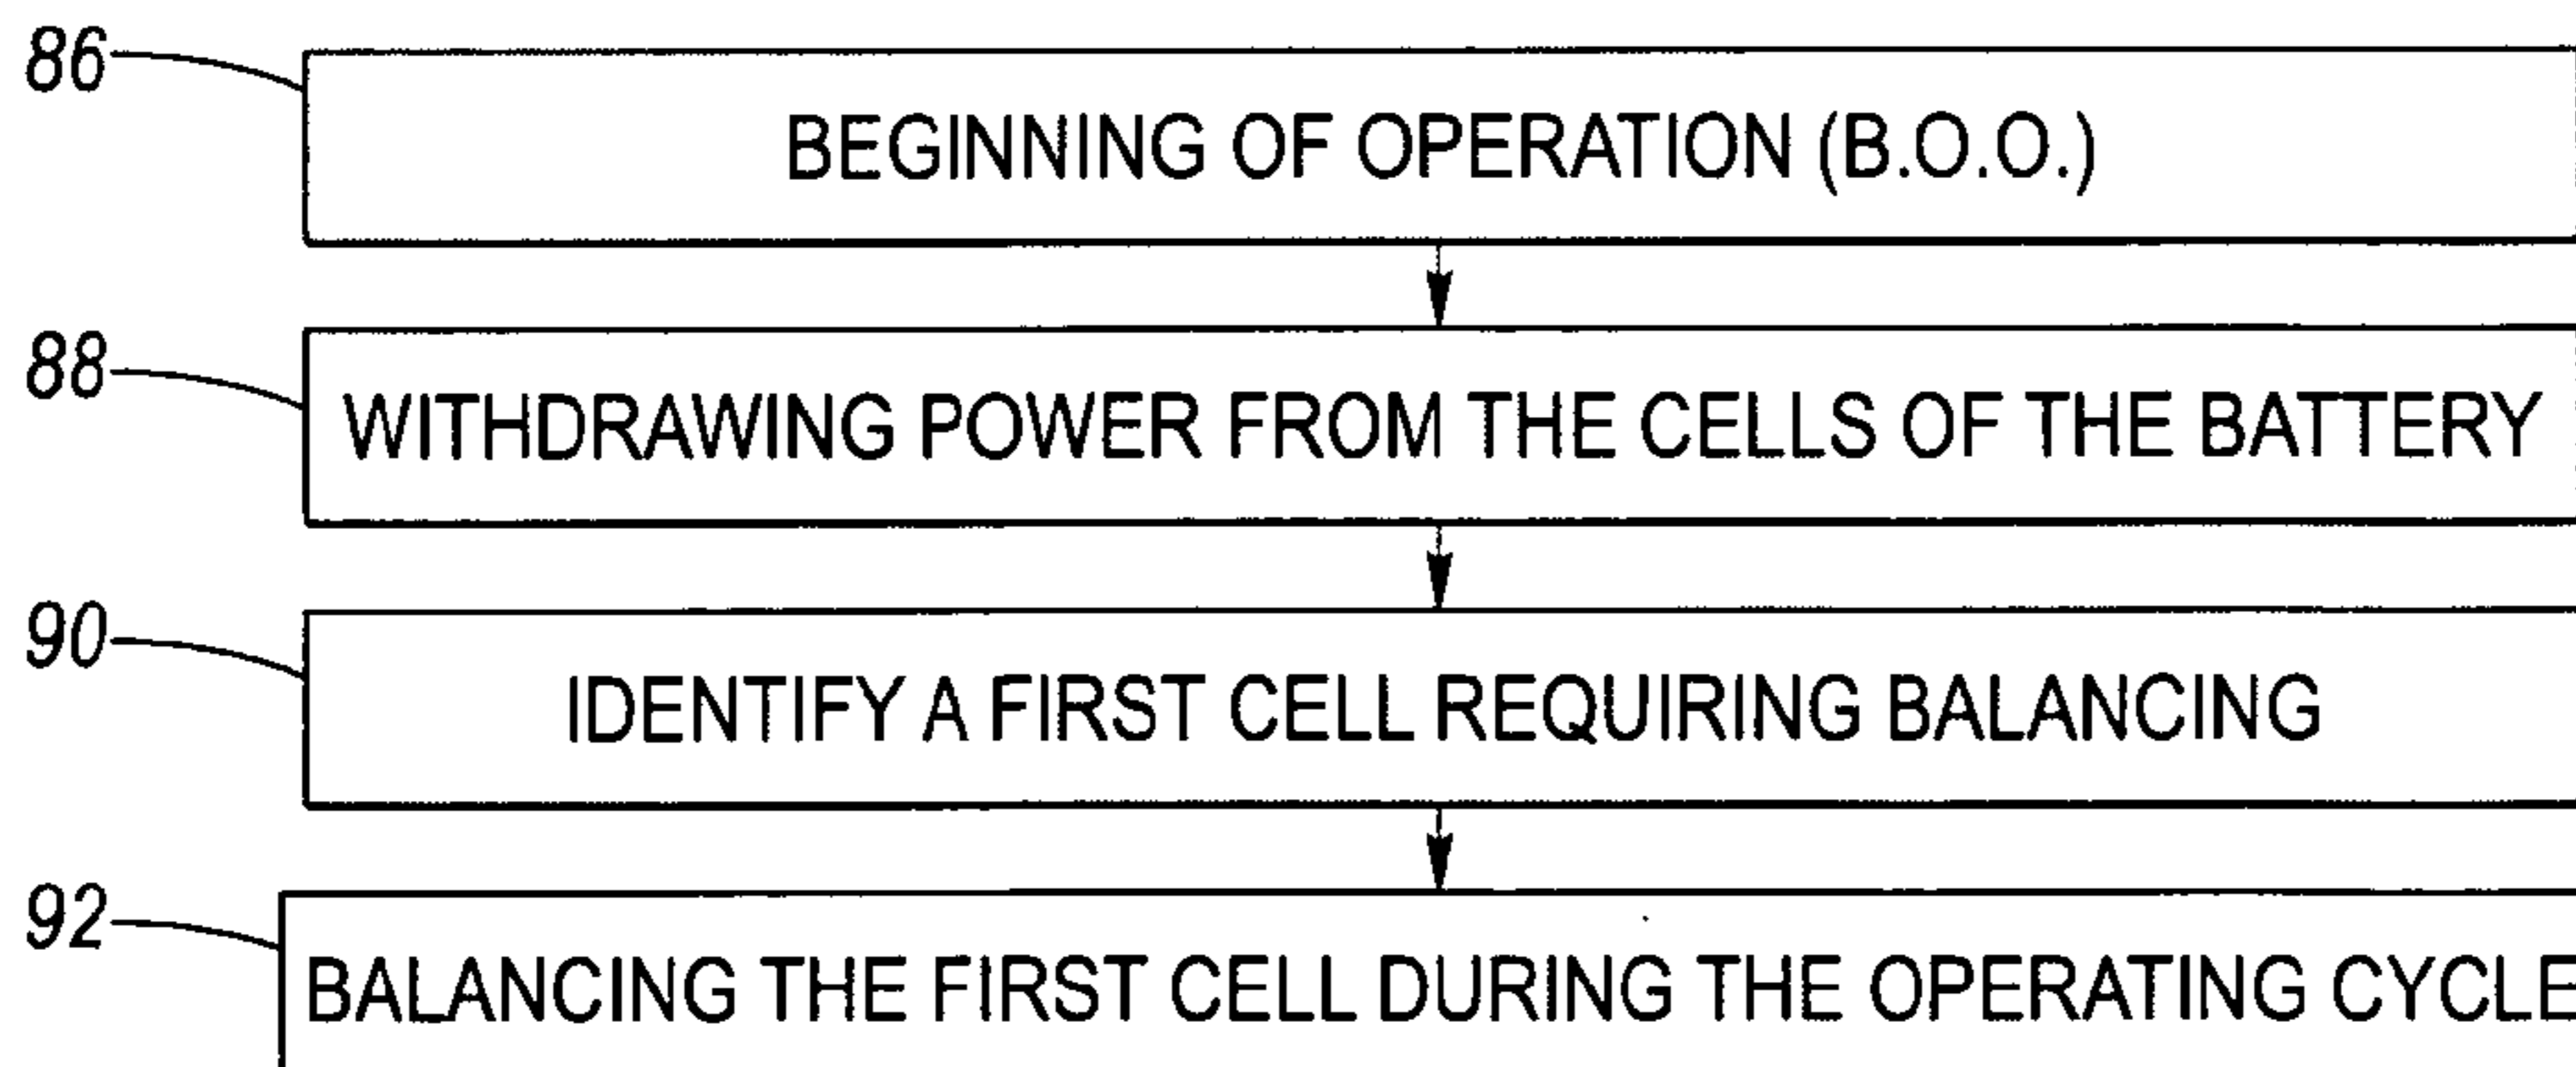 86
BEGINNING OF OPERATION (B.O.O.)
88
WITHDRAWING POWER FROM THE CELLS OF THE BATTERY
90
IDENTIFY A FIRST CELL REQUIRING BALANCING
92
BALANCING THE FIRST CELL DURING THE OPERATING CYCLE